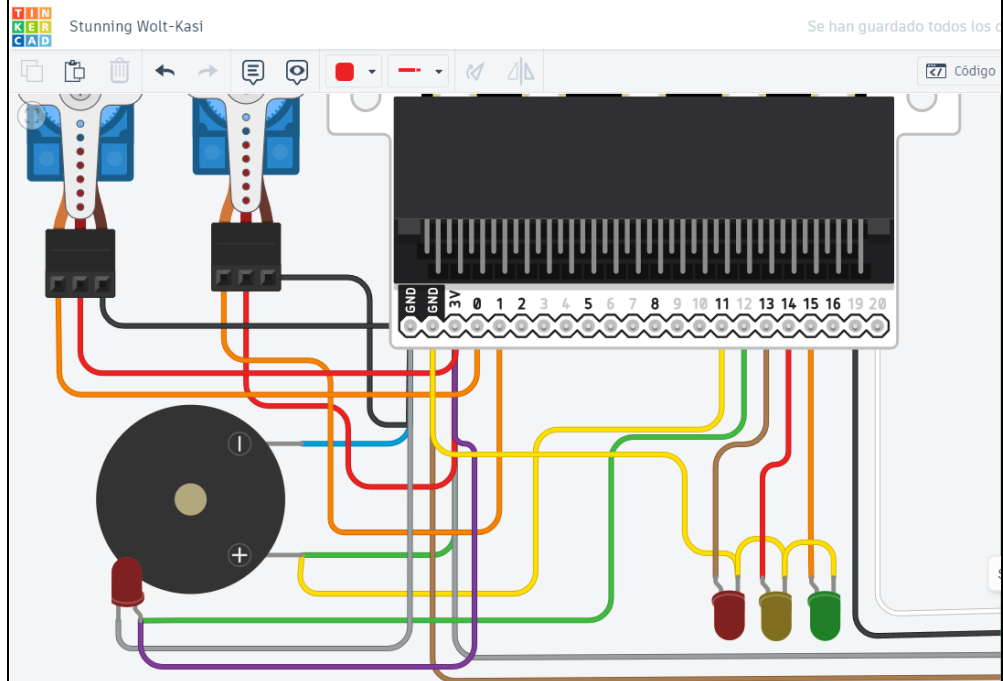 TIN
KER
CAD
Stunning Wolt-Kasi
Se han guardado todos los c
Código
GND GND 3V 0 1 2 3 4 5 6 7 8 9 10 11 12 13 14 15 16 19 20